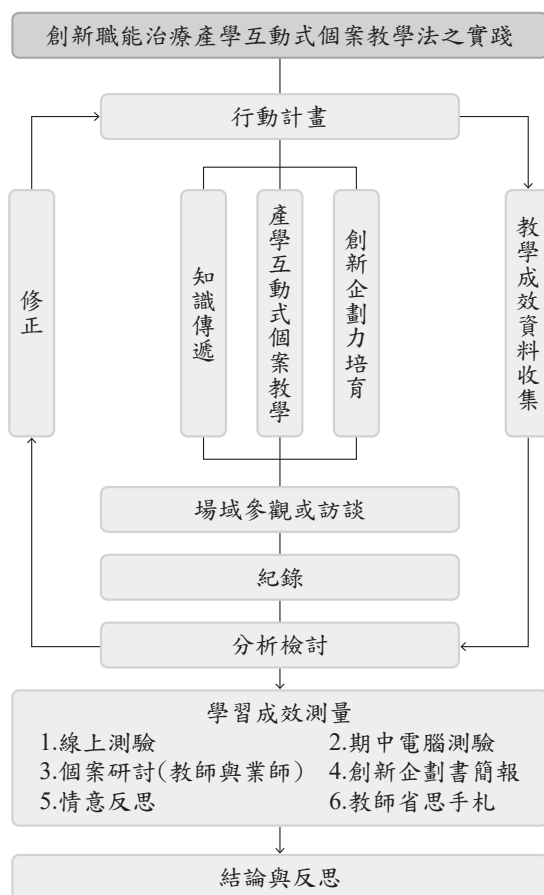 創新職能治療產學互動式個案教學法之實踐
行動計畫
修正
知識傳遞
產學互動式個案教學
創新企劃力培育
教學成效資料收集
場域參觀或訪談
紀錄
分析檢討
學習成效測量
1.線上測驗 2.期中電腦測驗
3.個案研討(教師與業師) 4.創新企劃書簡報
5.情意反思 6.教師省思手札
結論與反思